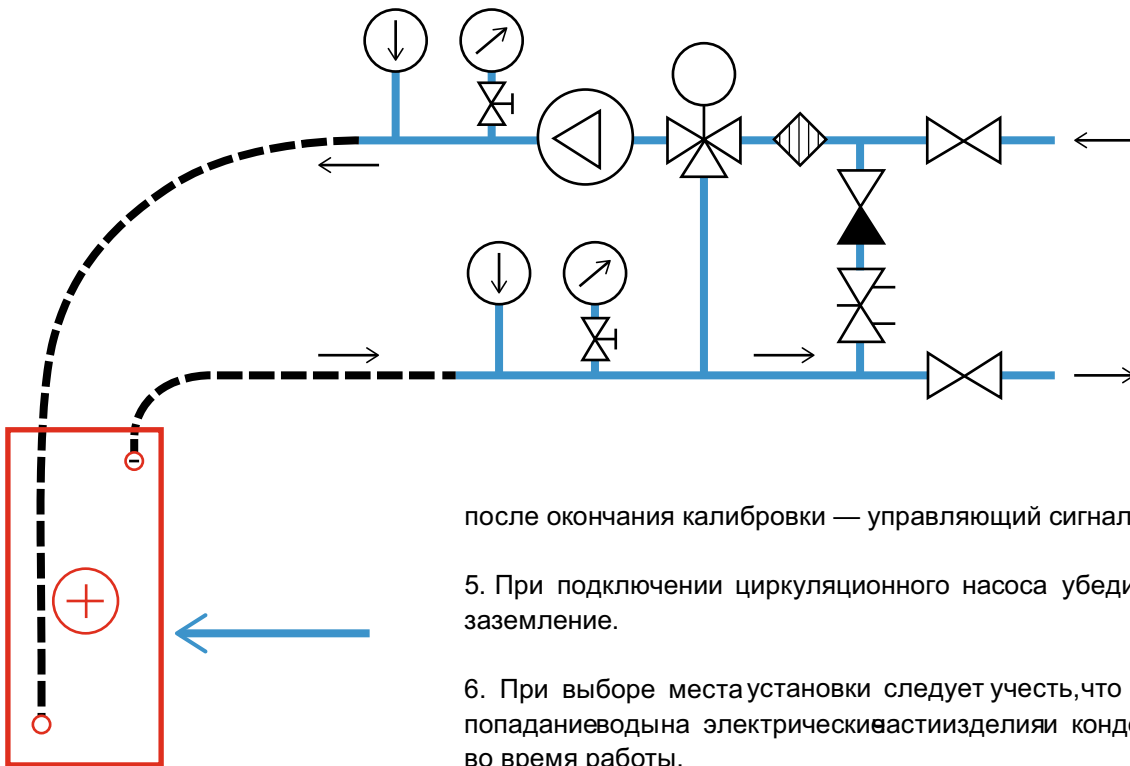 после окончания калибровки — управляющий сигнал
5. При подключении циркуляционного насоса убеди
заземление.
6. При выборе места установки следует учесть,что
попадание воды на электрические части изделия и конде
во время работы.